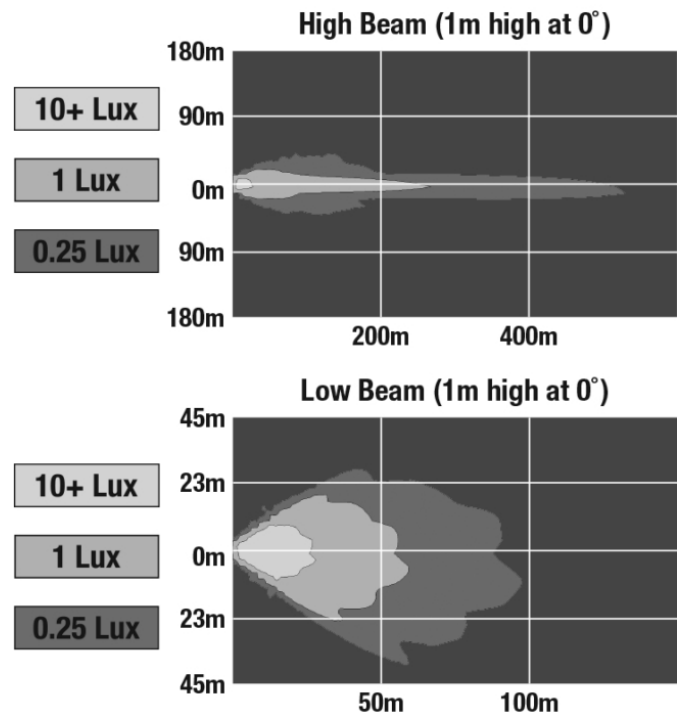 High Beam (1m high at 0°)
10+ Lux
1 Lux
0.25 Lux
180m
90m
0m
90m
180m
200m
400m
Low Beam (1m high at 0°)
10+ Lux
1 Lux
0.25 Lux
45m
23m
0m
23m
45m
50m
100m